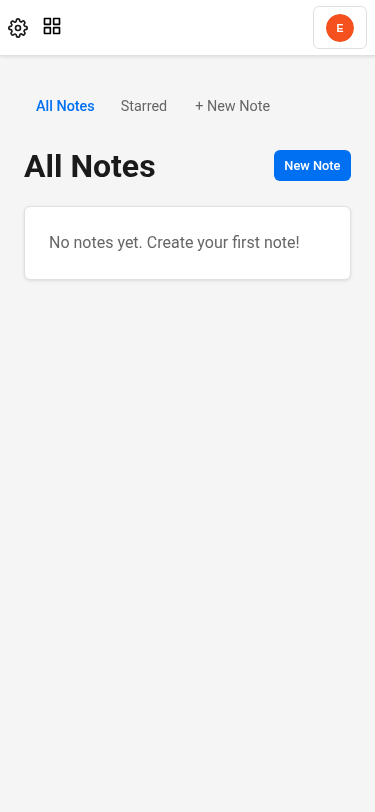 E
All Notes
Starred
+ New Note
All Notes
New Note
No notes yet. Create your first note!